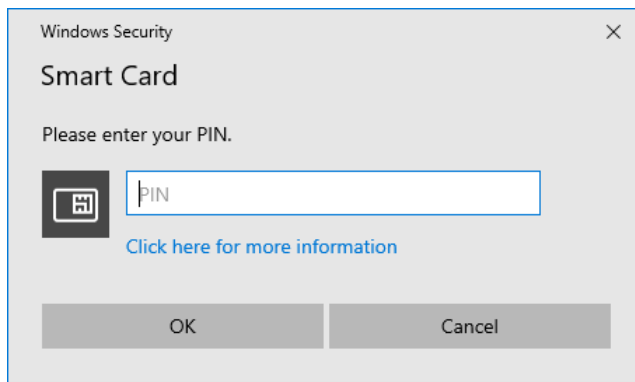 Windows Security
Smart Card
Please enter your PIN.
PIN
Click here for more information
OK
Cancel